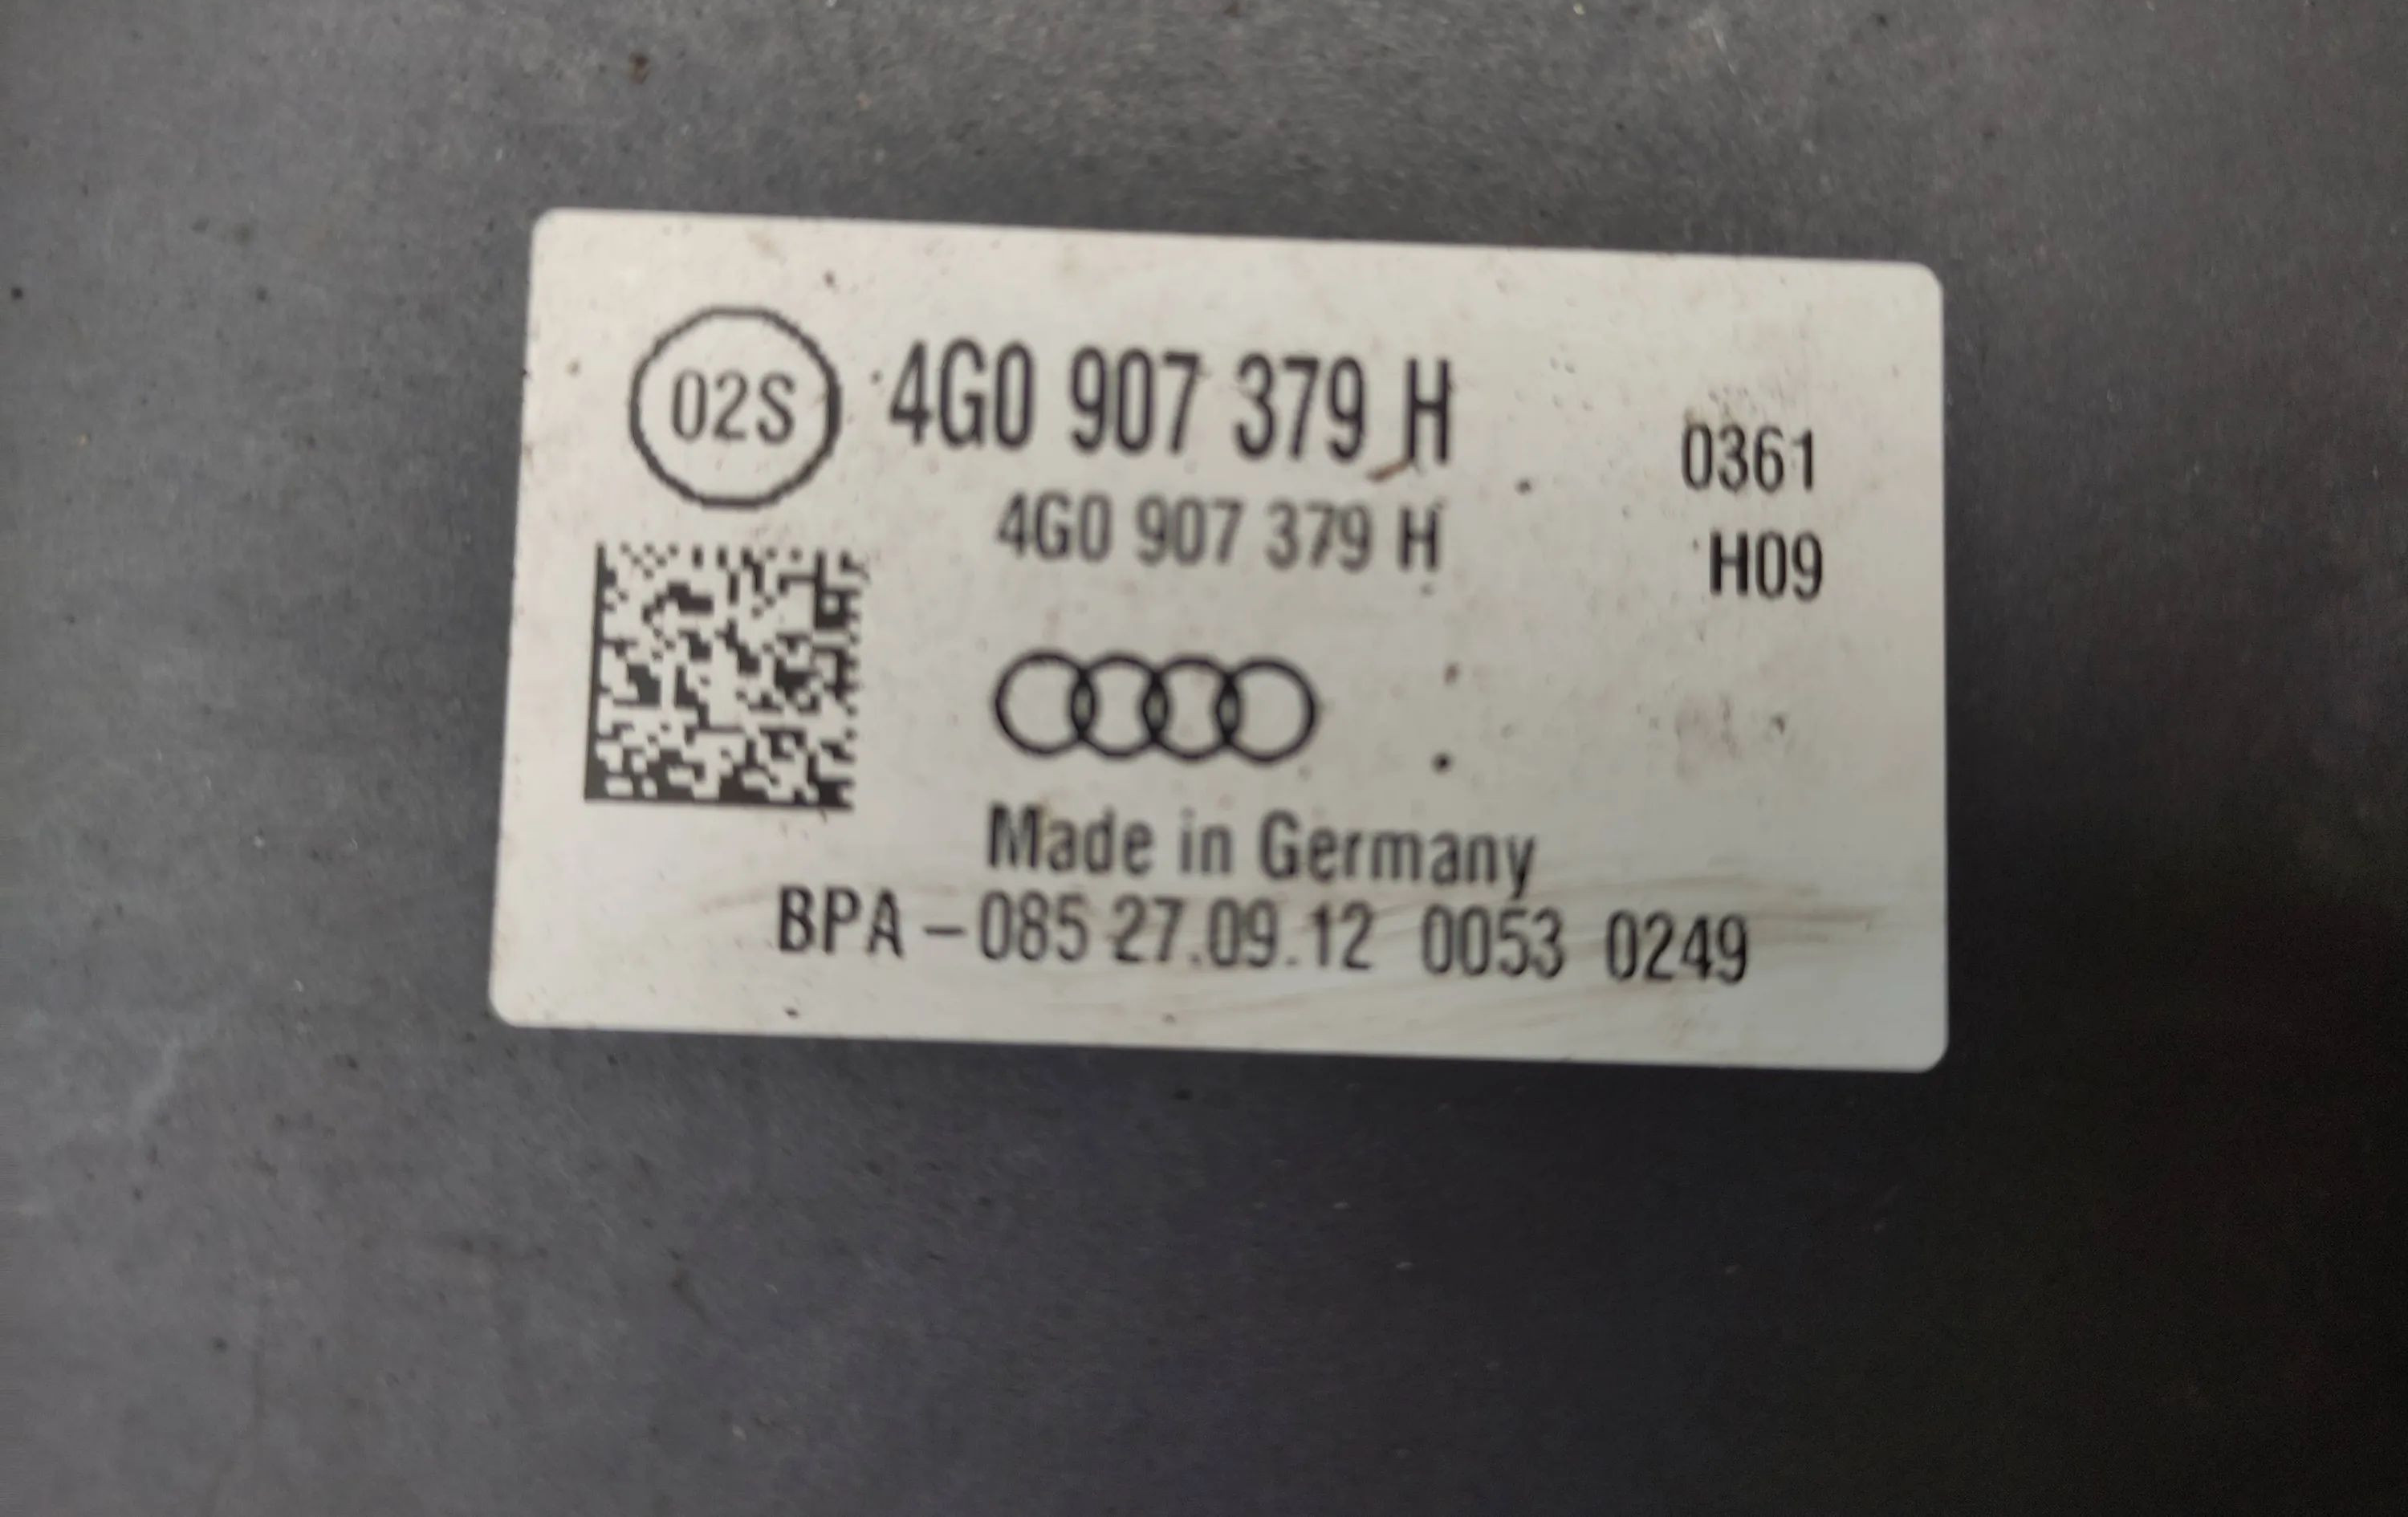 02S 4G0 907 379 H
0361
4G0 907 379 H
H09
Made in Germany
BPA-085 27.09.12 0053 0249